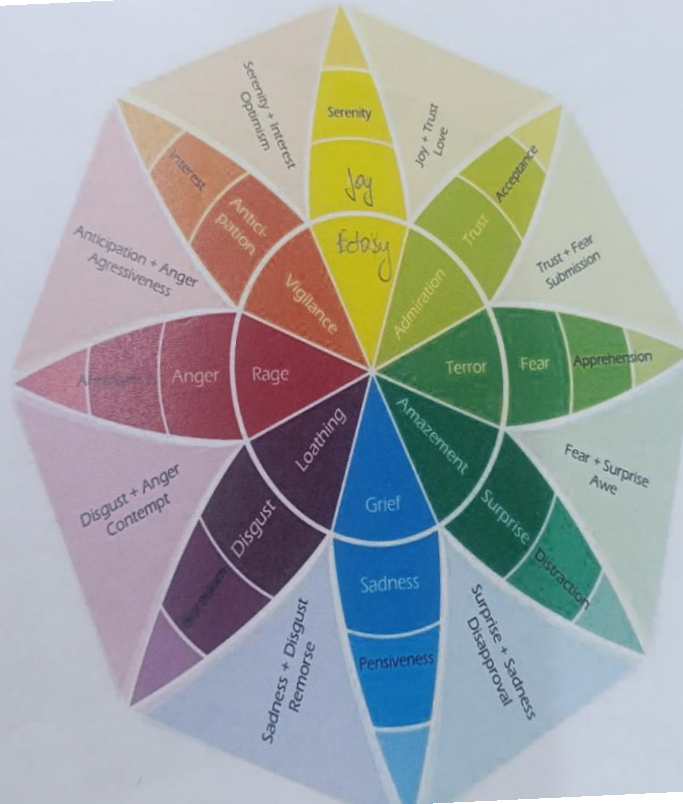 Serenity + Interest
Optimism
Serenity
Joy
Joy + Trust
Love
Interest
Antici-
pation
Vigilance
Admiration
Trust
Acceptance
Anticipation + Anger
Agressiveness
Trust + Fear
Submission
Anger
Rage
Terror
Fear
Apprehension
Disgust + Anger
Contempt
Disgust
Loathing
Amazement
Surprise
Distraction
Fear + Surprise
Awe
Grief
Sadness
Pensiveness
Sadness + Disgust
Remorse
Surprise + Sadness
Disapproval